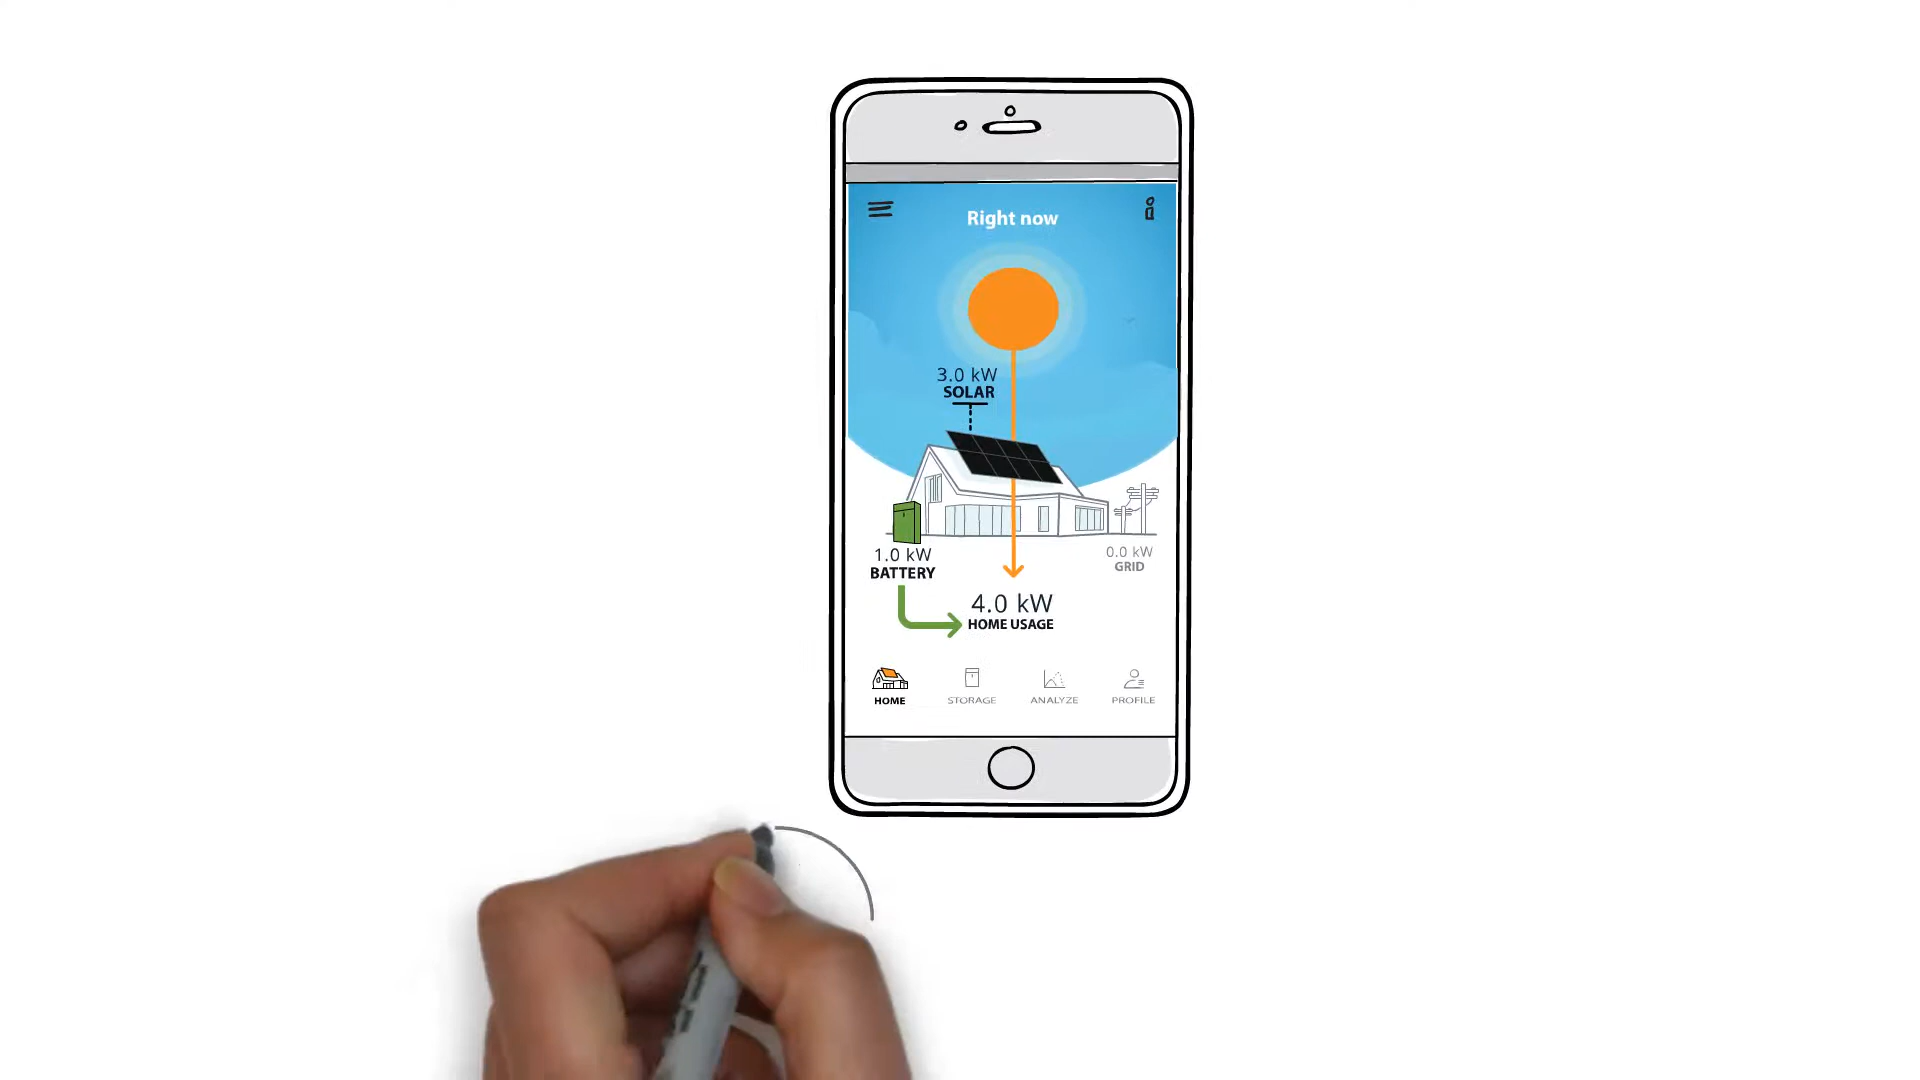 Right now
3.0 kW
SOLAR
1.0 kW
BATTERY
0.0 kW
GRID
4.0 kW
HOME USAGE
HOME
STORAGE
ANALYZE
PROFILE